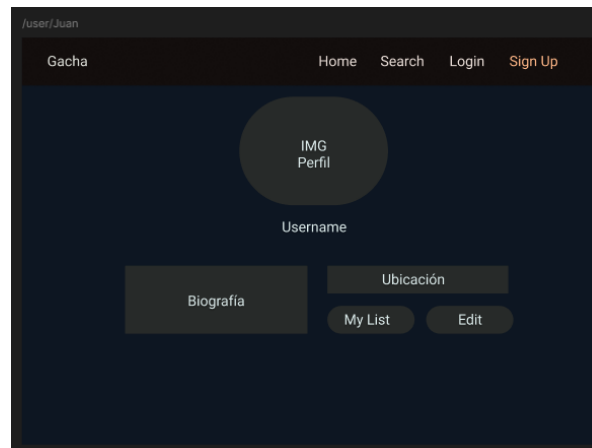 /user/Juan
Gacha Home Search Login Sign Up
IMG
Perfil
Username
Ubicación
Biografía
My List Edit